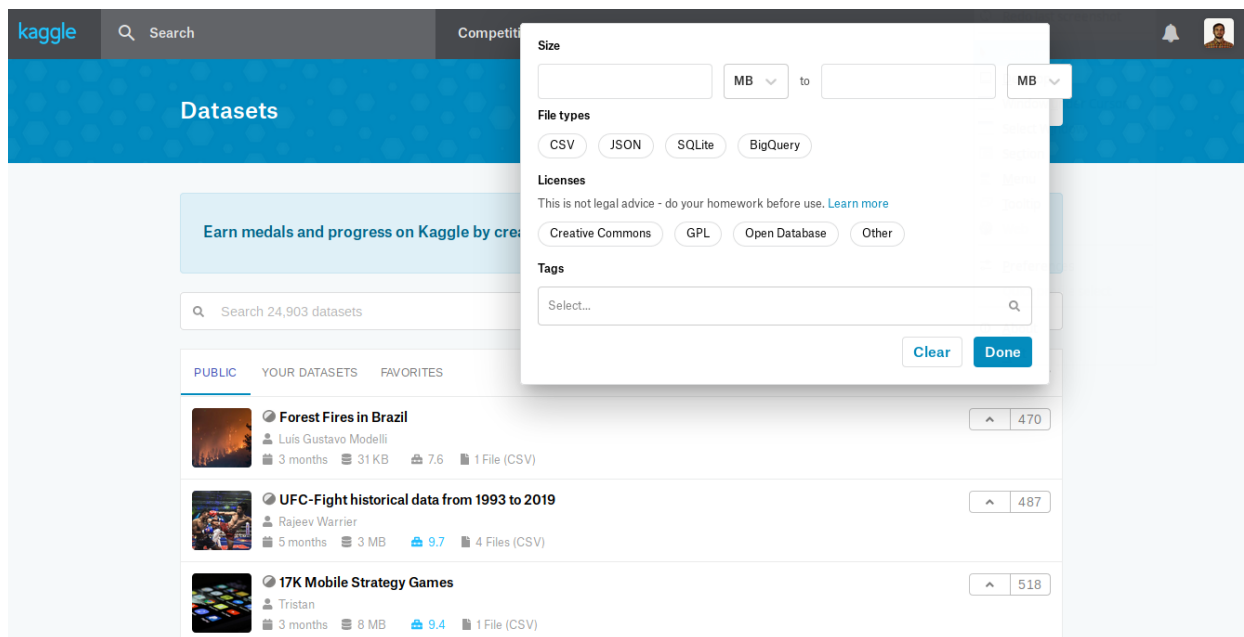 kaggle
Search
Competiti
Datasets
Size
MB
to
MB
File types
CSV
JSON
SQLite
BigQuery
Licenses
This is not legal advice - do your homework before use. Learn more
Creative Commons
GPL
Open Database
Other
Tags
Select...
Clear
Done
Earn medals and progress on Kaggle by crea
Search 24,903 datasets
PUBLIC
YOUR DATASETS
FAVORITES
Forest Fires in Brazil
Luís Gustavo Modelli
3 months 31 KB 7.6 1 File (CSV)
470
UFC-Fight historical data from 1993 to 2019
Rajeev Warrier
5 months 3 MB 9.7 4 Files (CSV)
487
17K Mobile Strategy Games
Tristan
3 months 8 MB 9.4 1 File (CSV)
518